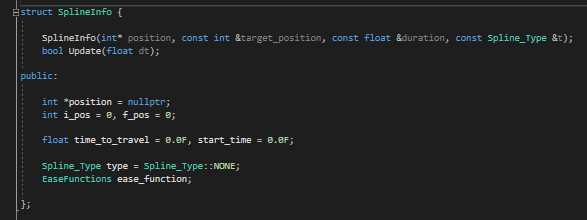 struct SplineInfo {
SplineInfo(int* position, const int &target_position, const float &duration, const Spline_Type &t);
bool Update(float dt);
public:
int *position = nullptr;
int i_pos = 0, f_pos = 0;
float time_to_travel = 0.0F, start_time = 0.0F;
Spline_Type type = Spline_Type::NONE;
EaseFunctions ease_function;
};